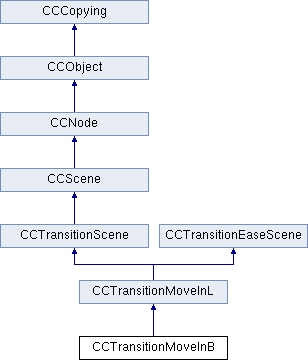 CCCopying
CCObject
CCNode
CCScene
CCTransitionScene
CCTransitionEaseScene
CCTransitionMoveInL
CCTransitionMoveInB